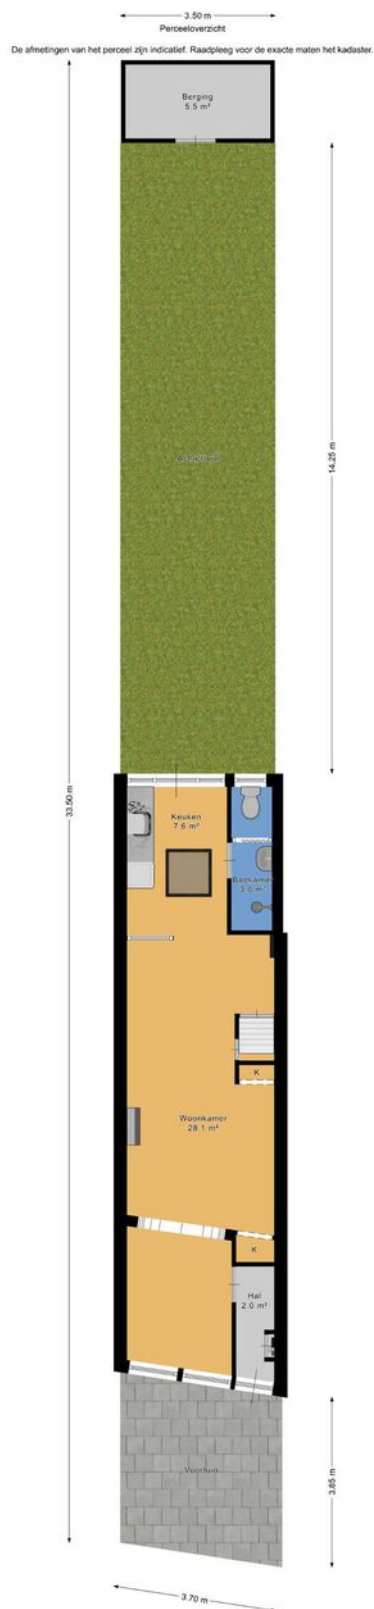 3.50 m
Perceeloverzicht
De afmetingen van het perceel zijn indicatief. Raadpleeg voor de exacte maten het kadaster.
Berging
5.5 m²
14.25 m
33.50 m
Keuken
7.6 m²
Badkamer
3.0 m²
K
Woonkamer
28.1 m²
K
Hal
2.0 m²
Voortuin
3.85 m
3.70 m